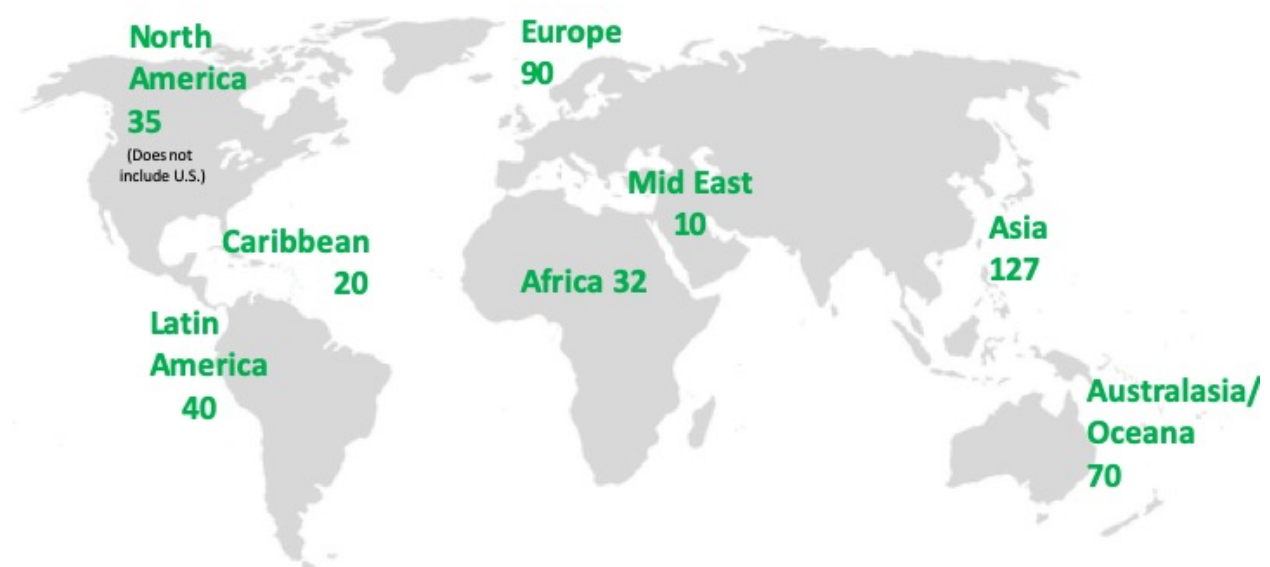 North
America
35
(Does not
include U.S.)
Europe
90
Mid East
10
Caribbean
20
Africa 32
Asia
127
Latin
America
40
Australasia/
Oceana
70